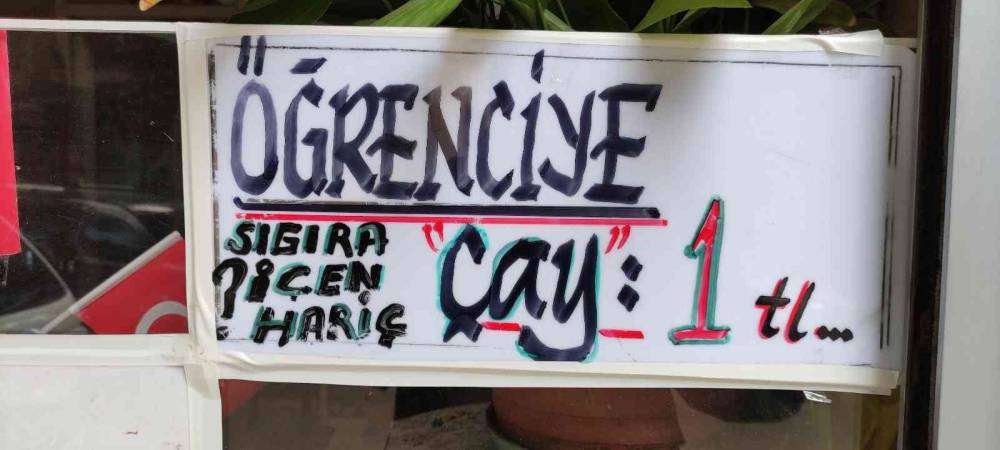 ÖĞRENCİYE
SIGIRA
İÇEN
HARİÇ
"Çay": 1 tl...